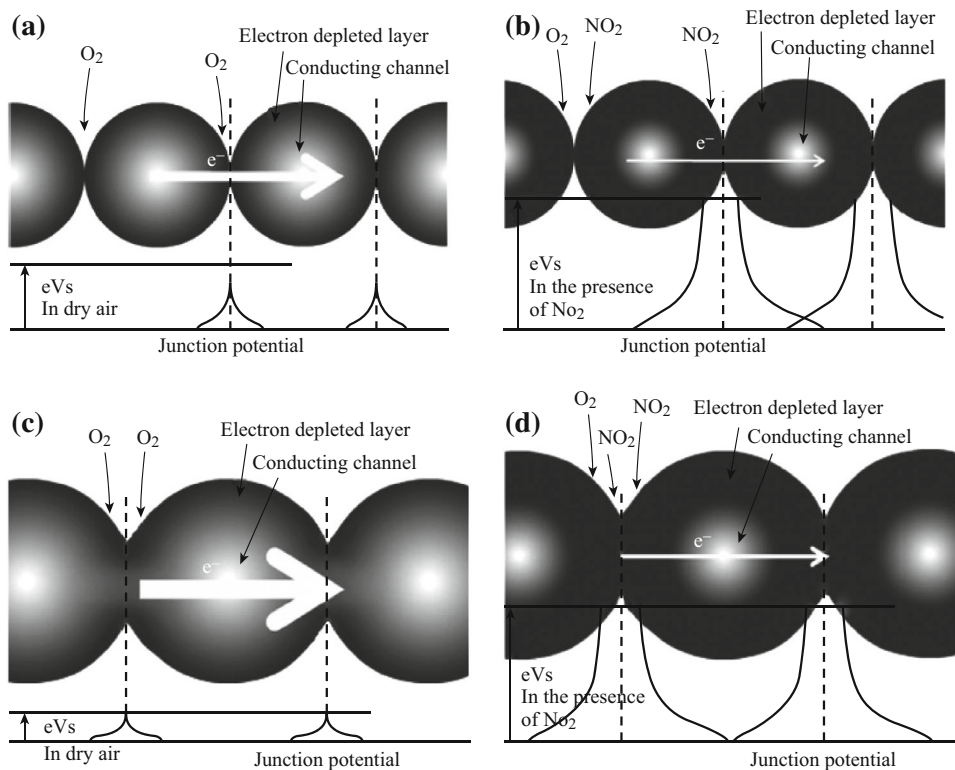 (a)
O₂
O₂
Electron depleted layer
Conducting channel
e⁻
eVs
In dry air
Junction potential
(b)
O₂
NO₂
NO₂
Electron depleted layer
Conducting channel
e⁻
eVs
In the presence
of No₂
Junction potential
(c)
O₂
O₂
Electron depleted layer
Conducting channel
e⁻
eVs
In dry air
Junction potential
(d)
O₂
NO₂
NO₂
Electron depleted layer
Conducting channel
e⁻
eVs
In the presence
of No₂
Junction potential